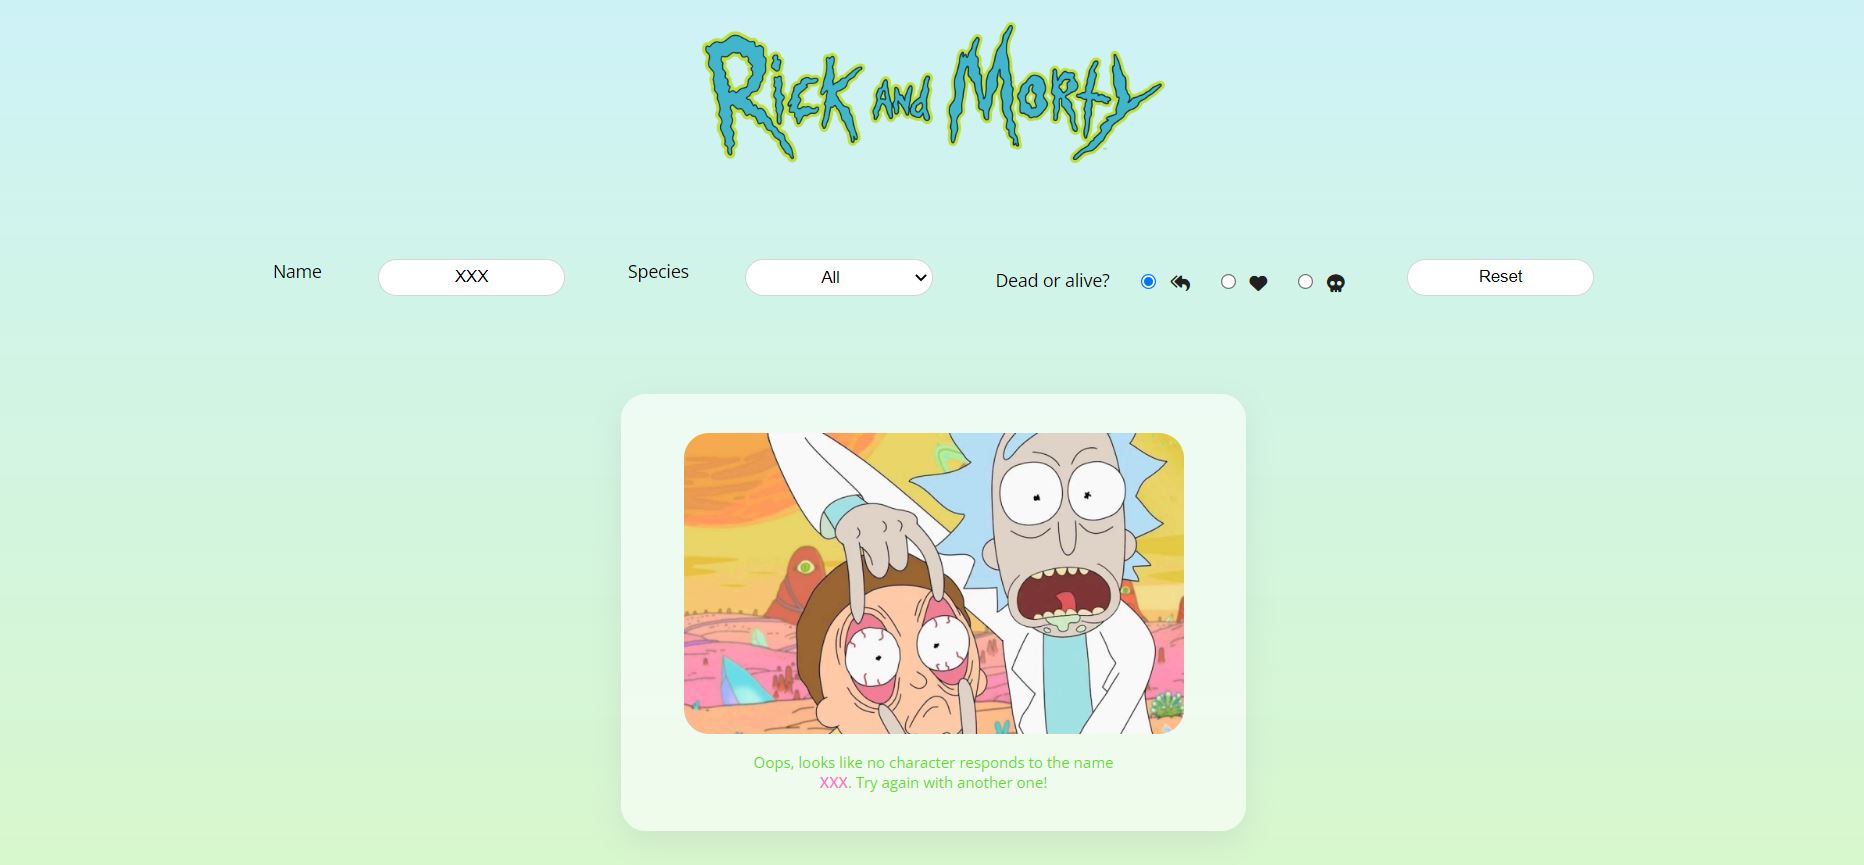 Rick and Morty
Name
XXX
Species
All
Dead or alive?
Reset
Oops, looks like no character responds to the name
XXX. Try again with another one!